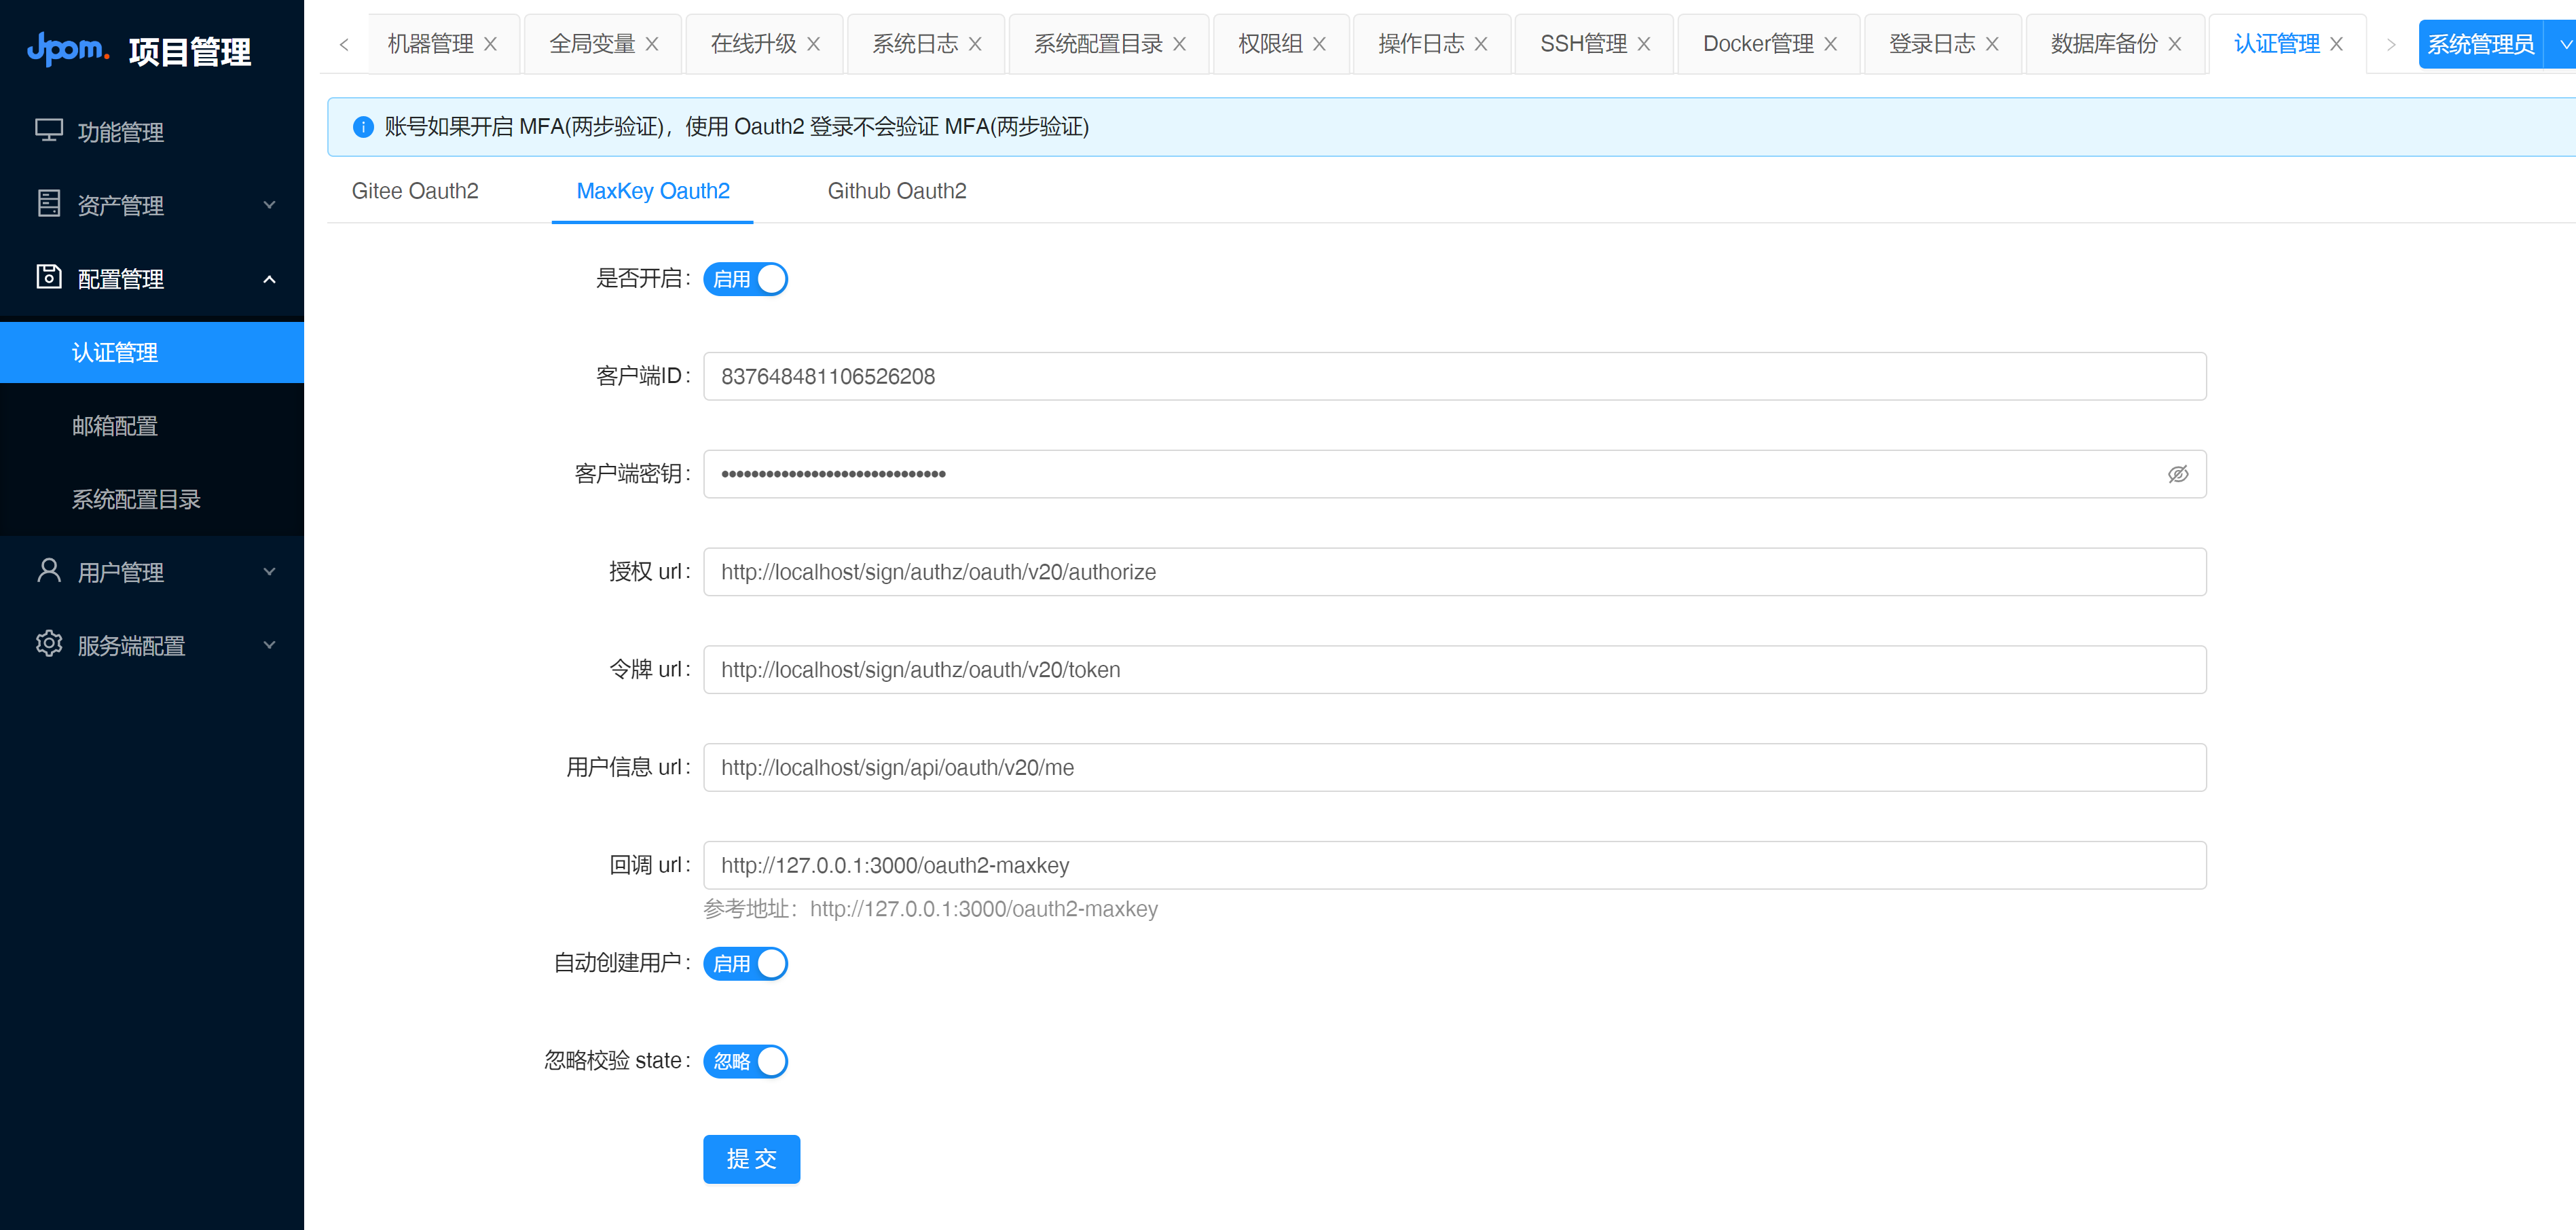 Jpom. 项目管理
机器管理
全局变量
在线升级
系统日志
系统配置目录
权限组
操作日志
SSH管理
Docker管理
登录日志
数据库备份
认证管理
系统管理员
功能管理
资产管理
配置管理
认证管理
邮箱配置
系统配置目录
用户管理
服务端配置
账号如果开启 MFA(两步验证)，使用 Oauth2 登录不会验证 MFA(两步验证)
Gitee Oauth2
MaxKey Oauth2
Github Oauth2
是否开启: 启用
客户端ID: 837648481106526208
客户端密钥: ••••••••••••••••••••••••••••••
授权 url: http://localhost/sign/authz/oauth/v20/authorize
令牌 url: http://localhost/sign/authz/oauth/v20/token
用户信息 url: http://localhost/sign/api/oauth/v20/me
回调 url: http://127.0.0.1:3000/oauth2-maxkey
参考地址：http://127.0.0.1:3000/oauth2-maxkey
自动创建用户: 启用
忽略校验 state: 忽略
提 交